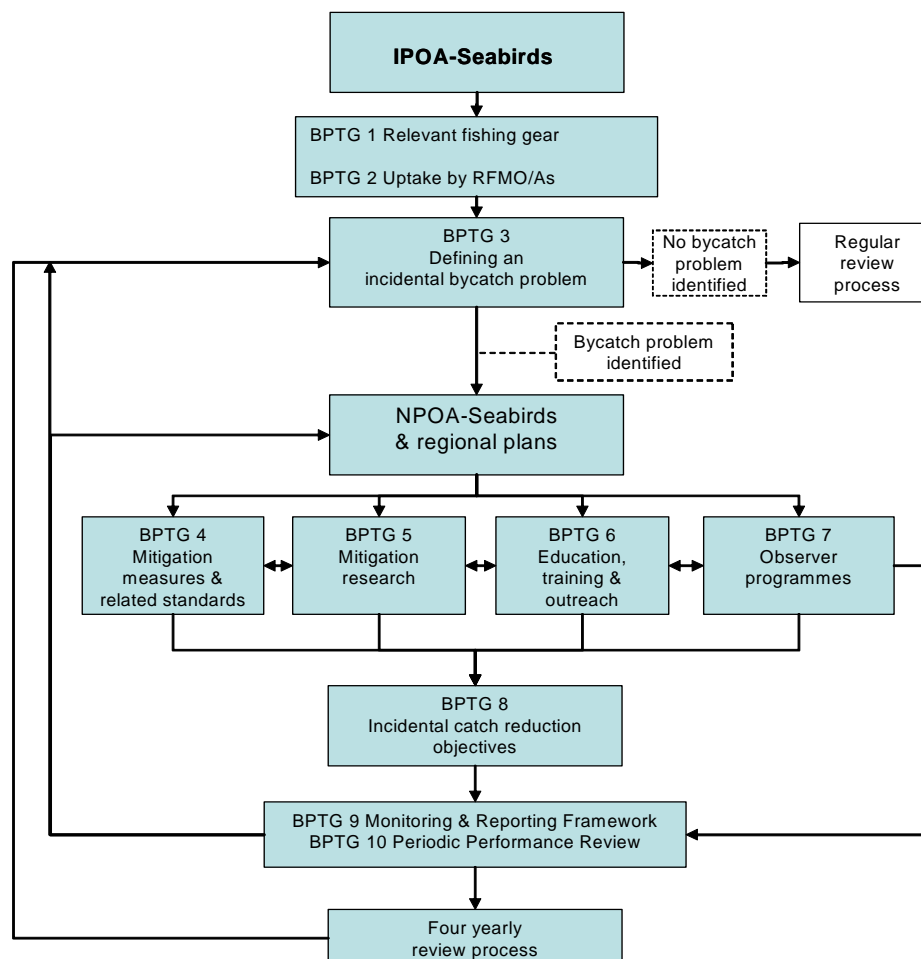 IPOA-Seabirds
BPTG 1 Relevant fishing gear
BPTG 2 Uptake by RFMO/As
BPTG 3
Defining an
incidental bycatch problem
No bycatch
problem
identified
Regular
review
process
Bycatch problem
identified
NPOA-Seabirds
& regional plans
BPTG 4
Mitigation
measures &
related standards
BPTG 5
Mitigation
research
BPTG 6
Education,
training &
outreach
BPTG 7
Observer
programmes
BPTG 8
Incidental catch reduction
objectives
BPTG 9 Monitoring & Reporting Framework
BPTG 10 Periodic Performance Review
Four yearly
review process